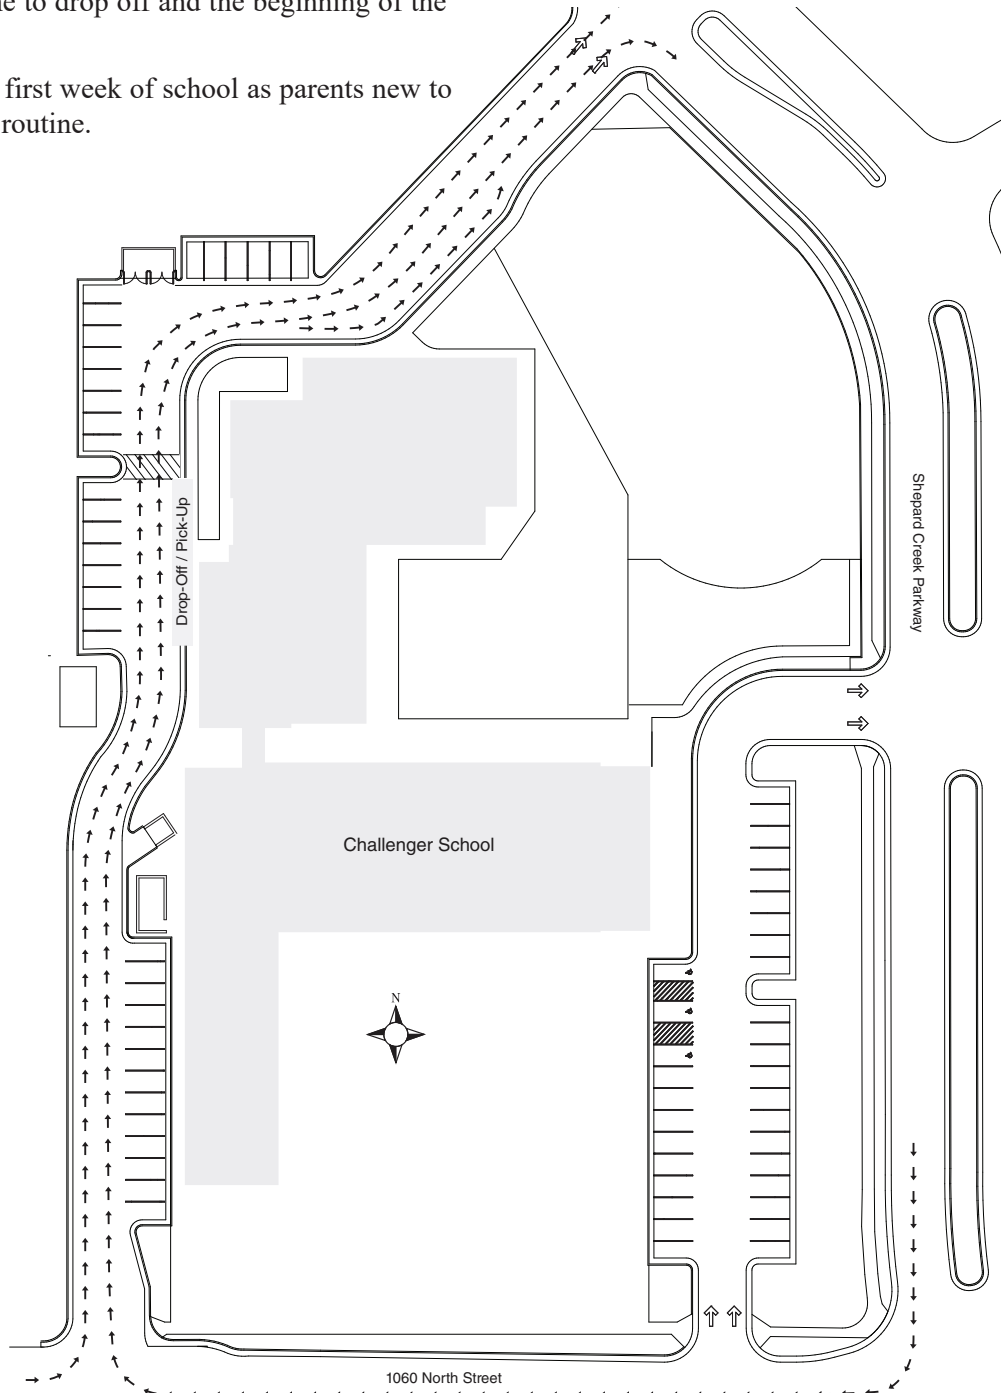 to drop off and the beginning of the
first week of school as parents new to
routine.
Drop-Off / Pick-Up
Shepard Creek Parkway
Challenger School
N
1060 North Street